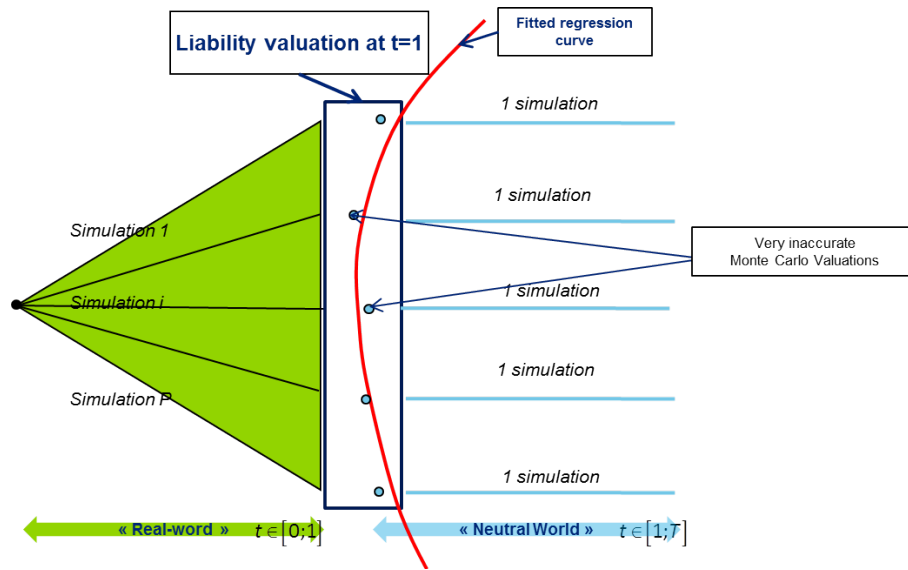 Liability valuation at t=1
Fitted regression
curve
1 simulation
1 simulation
Simulation 1
Very inaccurate
Monte Carlo Valuations
Simulation i
1 simulation
1 simulation
Simulation P
1 simulation
« Real-word » t ∈ [0;1]
« Neutral World » t ∈ [1;T]